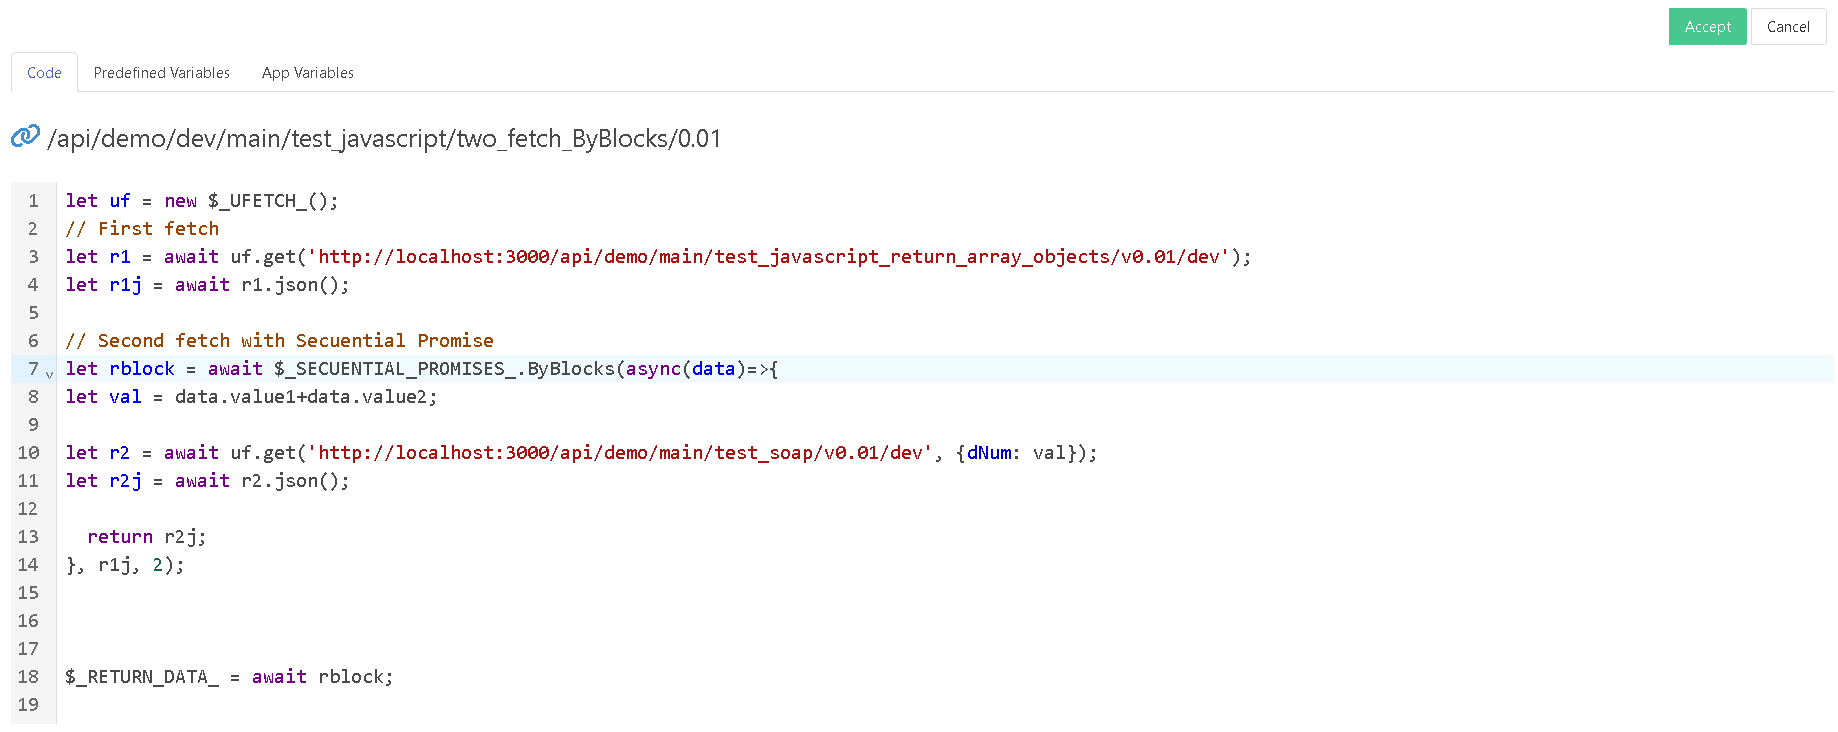 Accept Cancel
Code Predefined Variables App Variables
/api/demo/dev/main/test_javascript/two_fetch_ByBlocks/0.01
1 let uf = new $_UFETCH_();
2 // First fetch
3 let r1 = await uf.get('http://localhost:3000/api/demo/main/test_javascript_return_array_objects/v0.01/dev');
4 let r1j = await r1.json();
5
6 // Second fetch with Secuential Promise
7 let rblock = await $_SECUENTIAL_PROMISES_.ByBlocks(async(data)=>{
8 let val = data.value1+data.value2;
9
10 let r2 = await uf.get('http://localhost:3000/api/demo/main/test_soap/v0.01/dev', {dNum: val});
11 let r2j = await r2.json();
12
13   return r2j;
14 }, r1j, 2);
15
16
17
18 $_RETURN_DATA_ = await rblock;
19